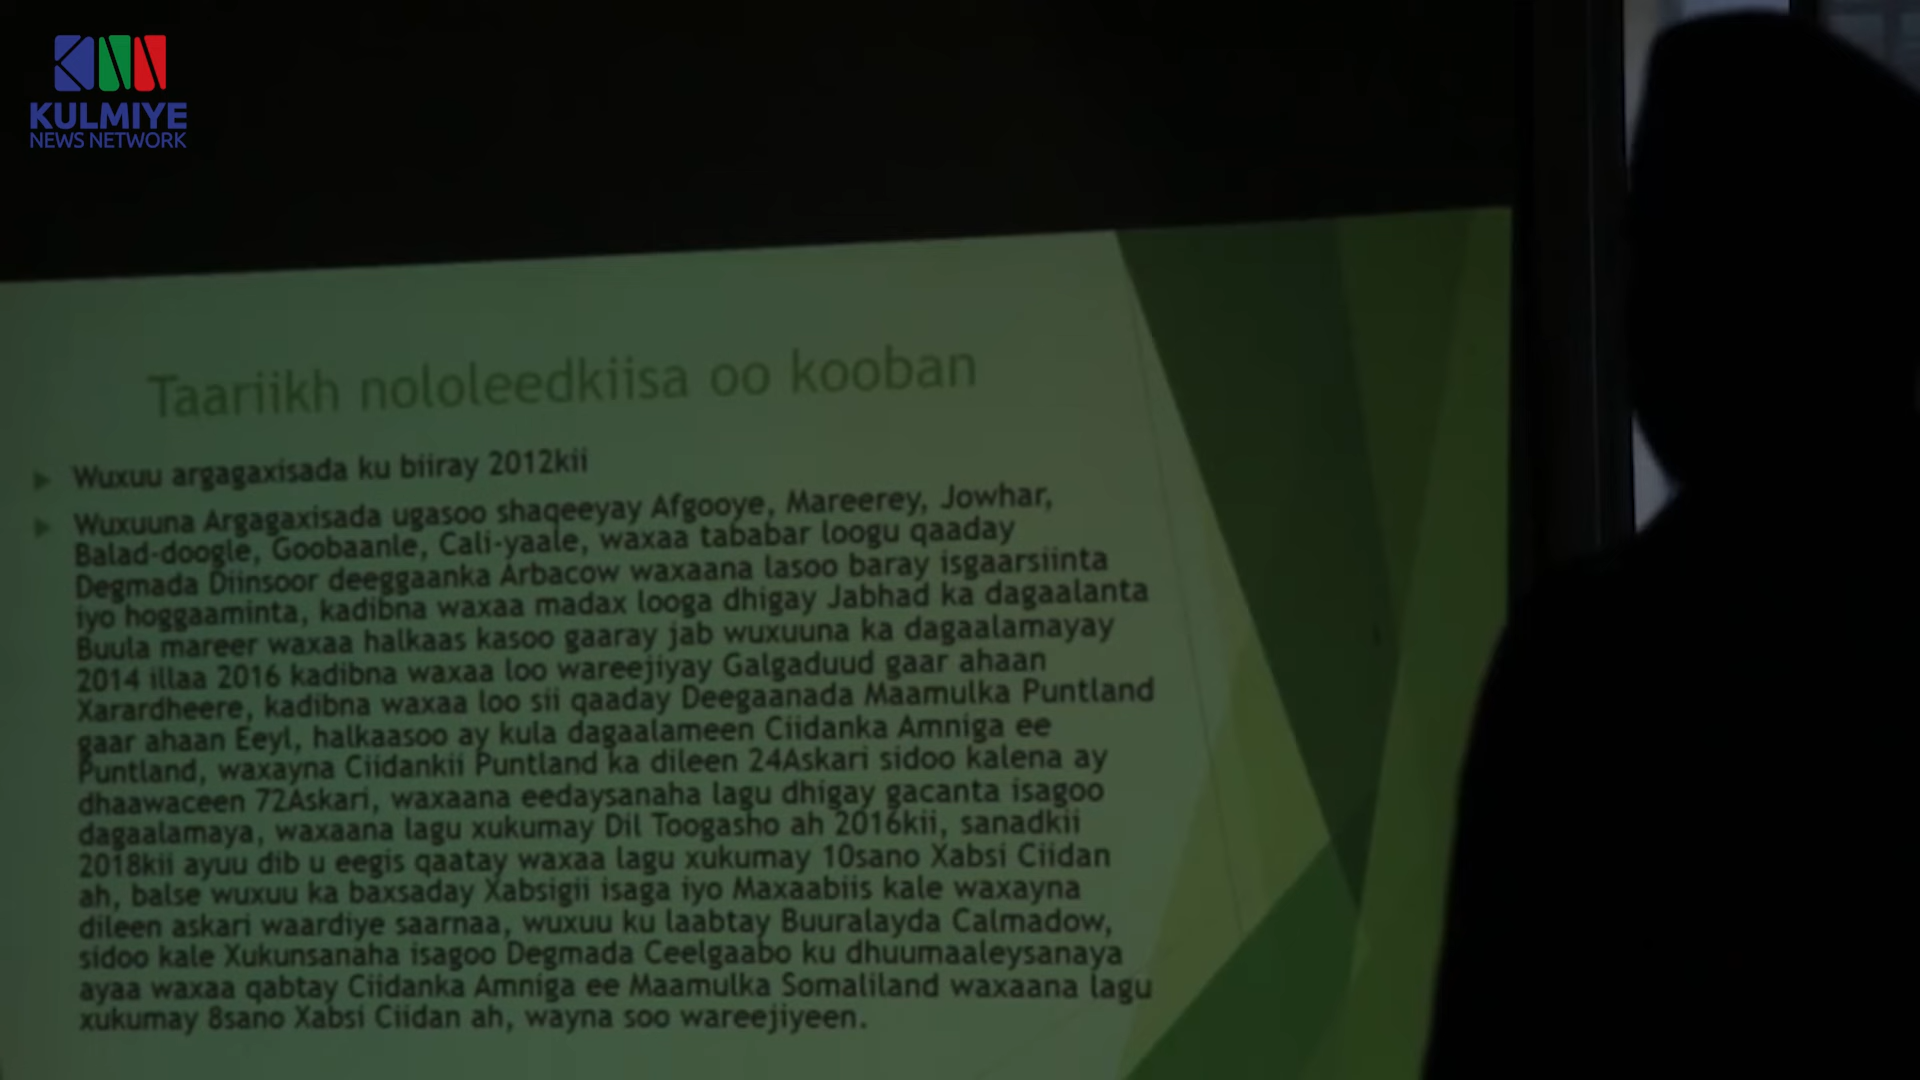 KULMIYE
NEWS NETWORK
Taariikh nololeedkiisa oo kooban
Wuxuu argagaxisada ku biiray 2012kii
Wuxuuna Argagaxisada ugasoo shaqeeyay Afgooye, Mareerey, Jowhar,
Balad-doogle, Goobaanle, Cali-yaale, waxaa tababar loogu qaaday
Degmada Diinsoor deeggaanka Arbacow waxaana lasoo baray isgaarsiinta
iyo hoggaaminta, kadibna waxaa madax looga dhigay Jabhad ka dagaalanta
Buula mareer waxaa halkaas kasoo gaaray jab wuxuuna ka dagaalamayay
2014 illaa 2016 kadibna waxaa loo wareejiyay Galgaduud gaar ahaan
Xarardheere, kadibna waxaa loo sii qaaday Deegaanada Maamulka Puntland
gaar ahaan Eeyl, halkaasoo ay kula dagaalameen Ciidanka Amniga ee
Puntland, waxayna Ciidankii Puntland ka dileen 24Askari sidoo kalena ay
dhaawaceen 72Askari, waxaana eedaysanaha lagu dhigay gacanta isagoo
dagaalamaya, waxaana lagu xukumay Dil Toogasho ah 2016kii, sanadkii
2018kii ayuu dib u eegis qaatay waxaa lagu xukumay 10sano Xabsi Ciidan
ah, balse wuxuu ka baxsaday Xabsigii isaga iyo Maxaabiis kale waxayna
dileen askari waardiye saarnaa, wuxuu ku laabtay Buuralayda Calmadow,
sidoo kale Xukunsanaha isagoo Degmada Ceelgaabo ku dhuumaaleysanaya
ayaa waxaa qabtay Ciidanka Amniga ee Maamulka Somaliland waxaana lagu
xukumay 8sano Xabsi Ciidan ah, wayna soo wareejiyeen.